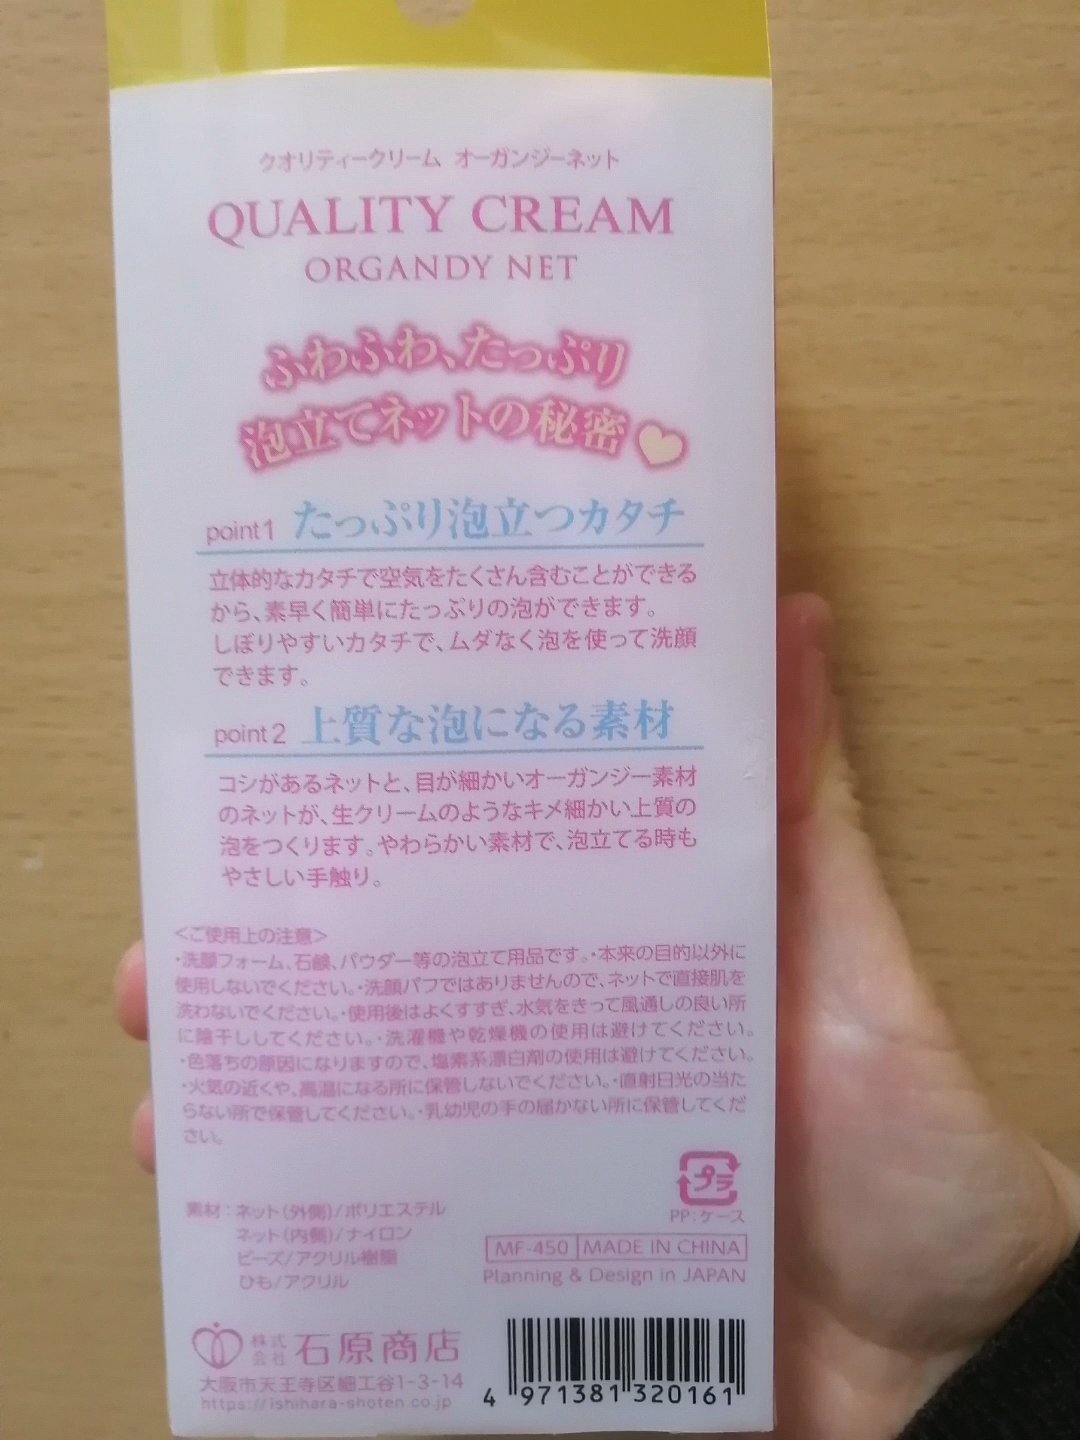 クオリティークリーム オーガンジーネット
QUALITY CREAM
ORGANDY NET
ふわふわ、たっぷり
泡立てネットの秘密♡
point1 たっぷり泡立つカタチ
立体的なカタチで空気をたくさん含むことができる
から、素早く簡単にたっぷりの泡ができます。
しぼりやすいカタチで、ムダなく泡を使って洗顔
できます。
point2 上質な泡になる素材
コシがあるネットと、目が細かいオーガンジー素材
のネットが、生クリームのようなキメ細かい上質の
泡をつくります。やわらかい素材で、泡立てる時も
やさしい手触り。
<ご使用上の注意>
・洗顔フォーム、石鹸、パウダー等の泡立て用品です。・本来の目的以外に
使用しないでください。・洗顔パフではありませんので、ネットで直接肌を
洗わないでください。・使用後はよくすすぎ、水気をきって風通しの良い所
に陰干ししてください。・洗濯機や乾燥機の使用は避けてください。
・色落ちの原因になりますので、塩素系漂白剤の使用は避けてください。
・火気の近くや、高温になる所に保管しないでください。・直射日光の当た
らない所で保管してください。・乳幼児の手の届かない所に保管してくだ
さい。
プラ
PP:ケース
素材:ネット(外側)/ポリエステル
ネット(内側)/ナイロン
ビーズ/アクリル樹脂
ひも/アクリル
MF-450 MADE IN CHINA
Planning & Design in JAPAN
株式会社 石原商店
大阪市天王寺区細工谷1-3-14
https://ishihara-shoten.co.jp
4 971381 320161